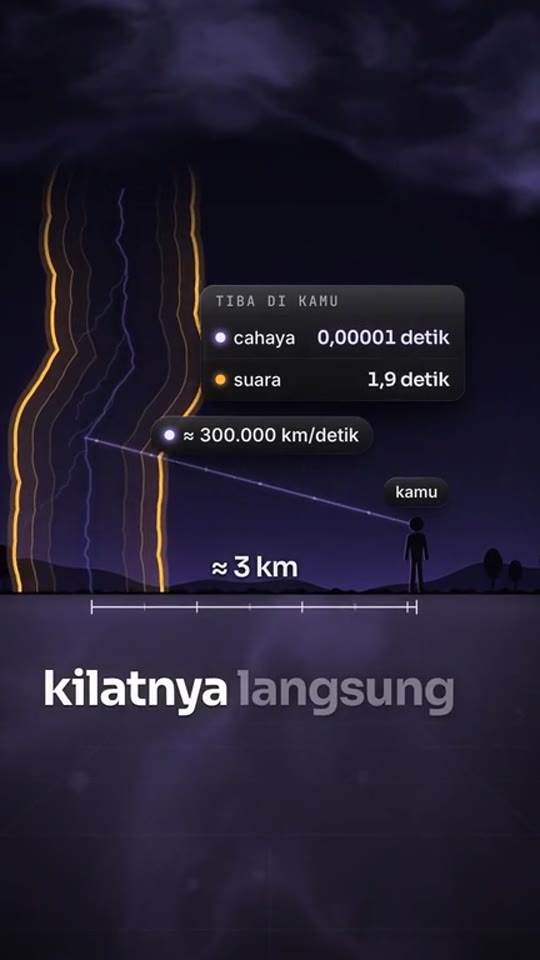 TIBA DI KAMU
cahaya 0,00001 detik
suara 1,9 detik
≈ 300.000 km/detik
kamu
≈ 3 km
kilatnya langsung